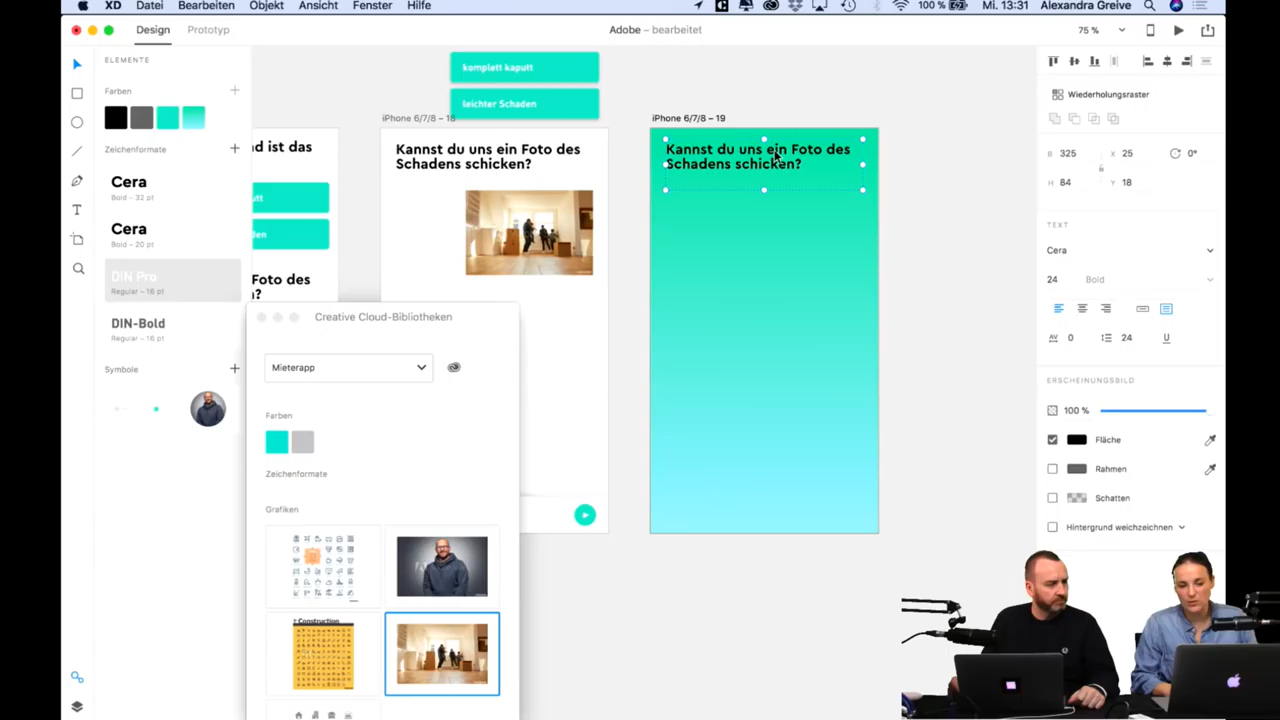 XD Datei Bearbeiten Objekt Ansicht Fenster Hilfe
100 % Mi. 13:31 Alexandra Greive
Design Prototyp
Adobe – bearbeitet
75 %
ELEMENTE
Farben
Zeichenformate
Cera
Bold – 32 pt
Cera
Bold – 20 pt
DIN Pro
Regular – 16 pt
DIN-Bold
Regular – 16 pt
Symbole
komplett kaputt
leichter Schaden
iPhone 6/7/8 – 18
iPhone 6/7/8 – 19
d ist das
utt
den
Foto des
?
Kannst du uns ein Foto des
Schadens schicken?
Kannst du uns ein Foto des
Schadens schicken?
Creative Cloud-Bibliotheken
Mieterapp
Farben
Zeichenformate
Grafiken
Construction
Wiederholungsraster
B 325 X 25 0°
H 84 Y 18
TEXT
Cera
24 Bold
AV 0 24 U
ERSCHEINUNGSBILD
100 %
Fläche
Rahmen
Schatten
Hintergrund weichzeichnen